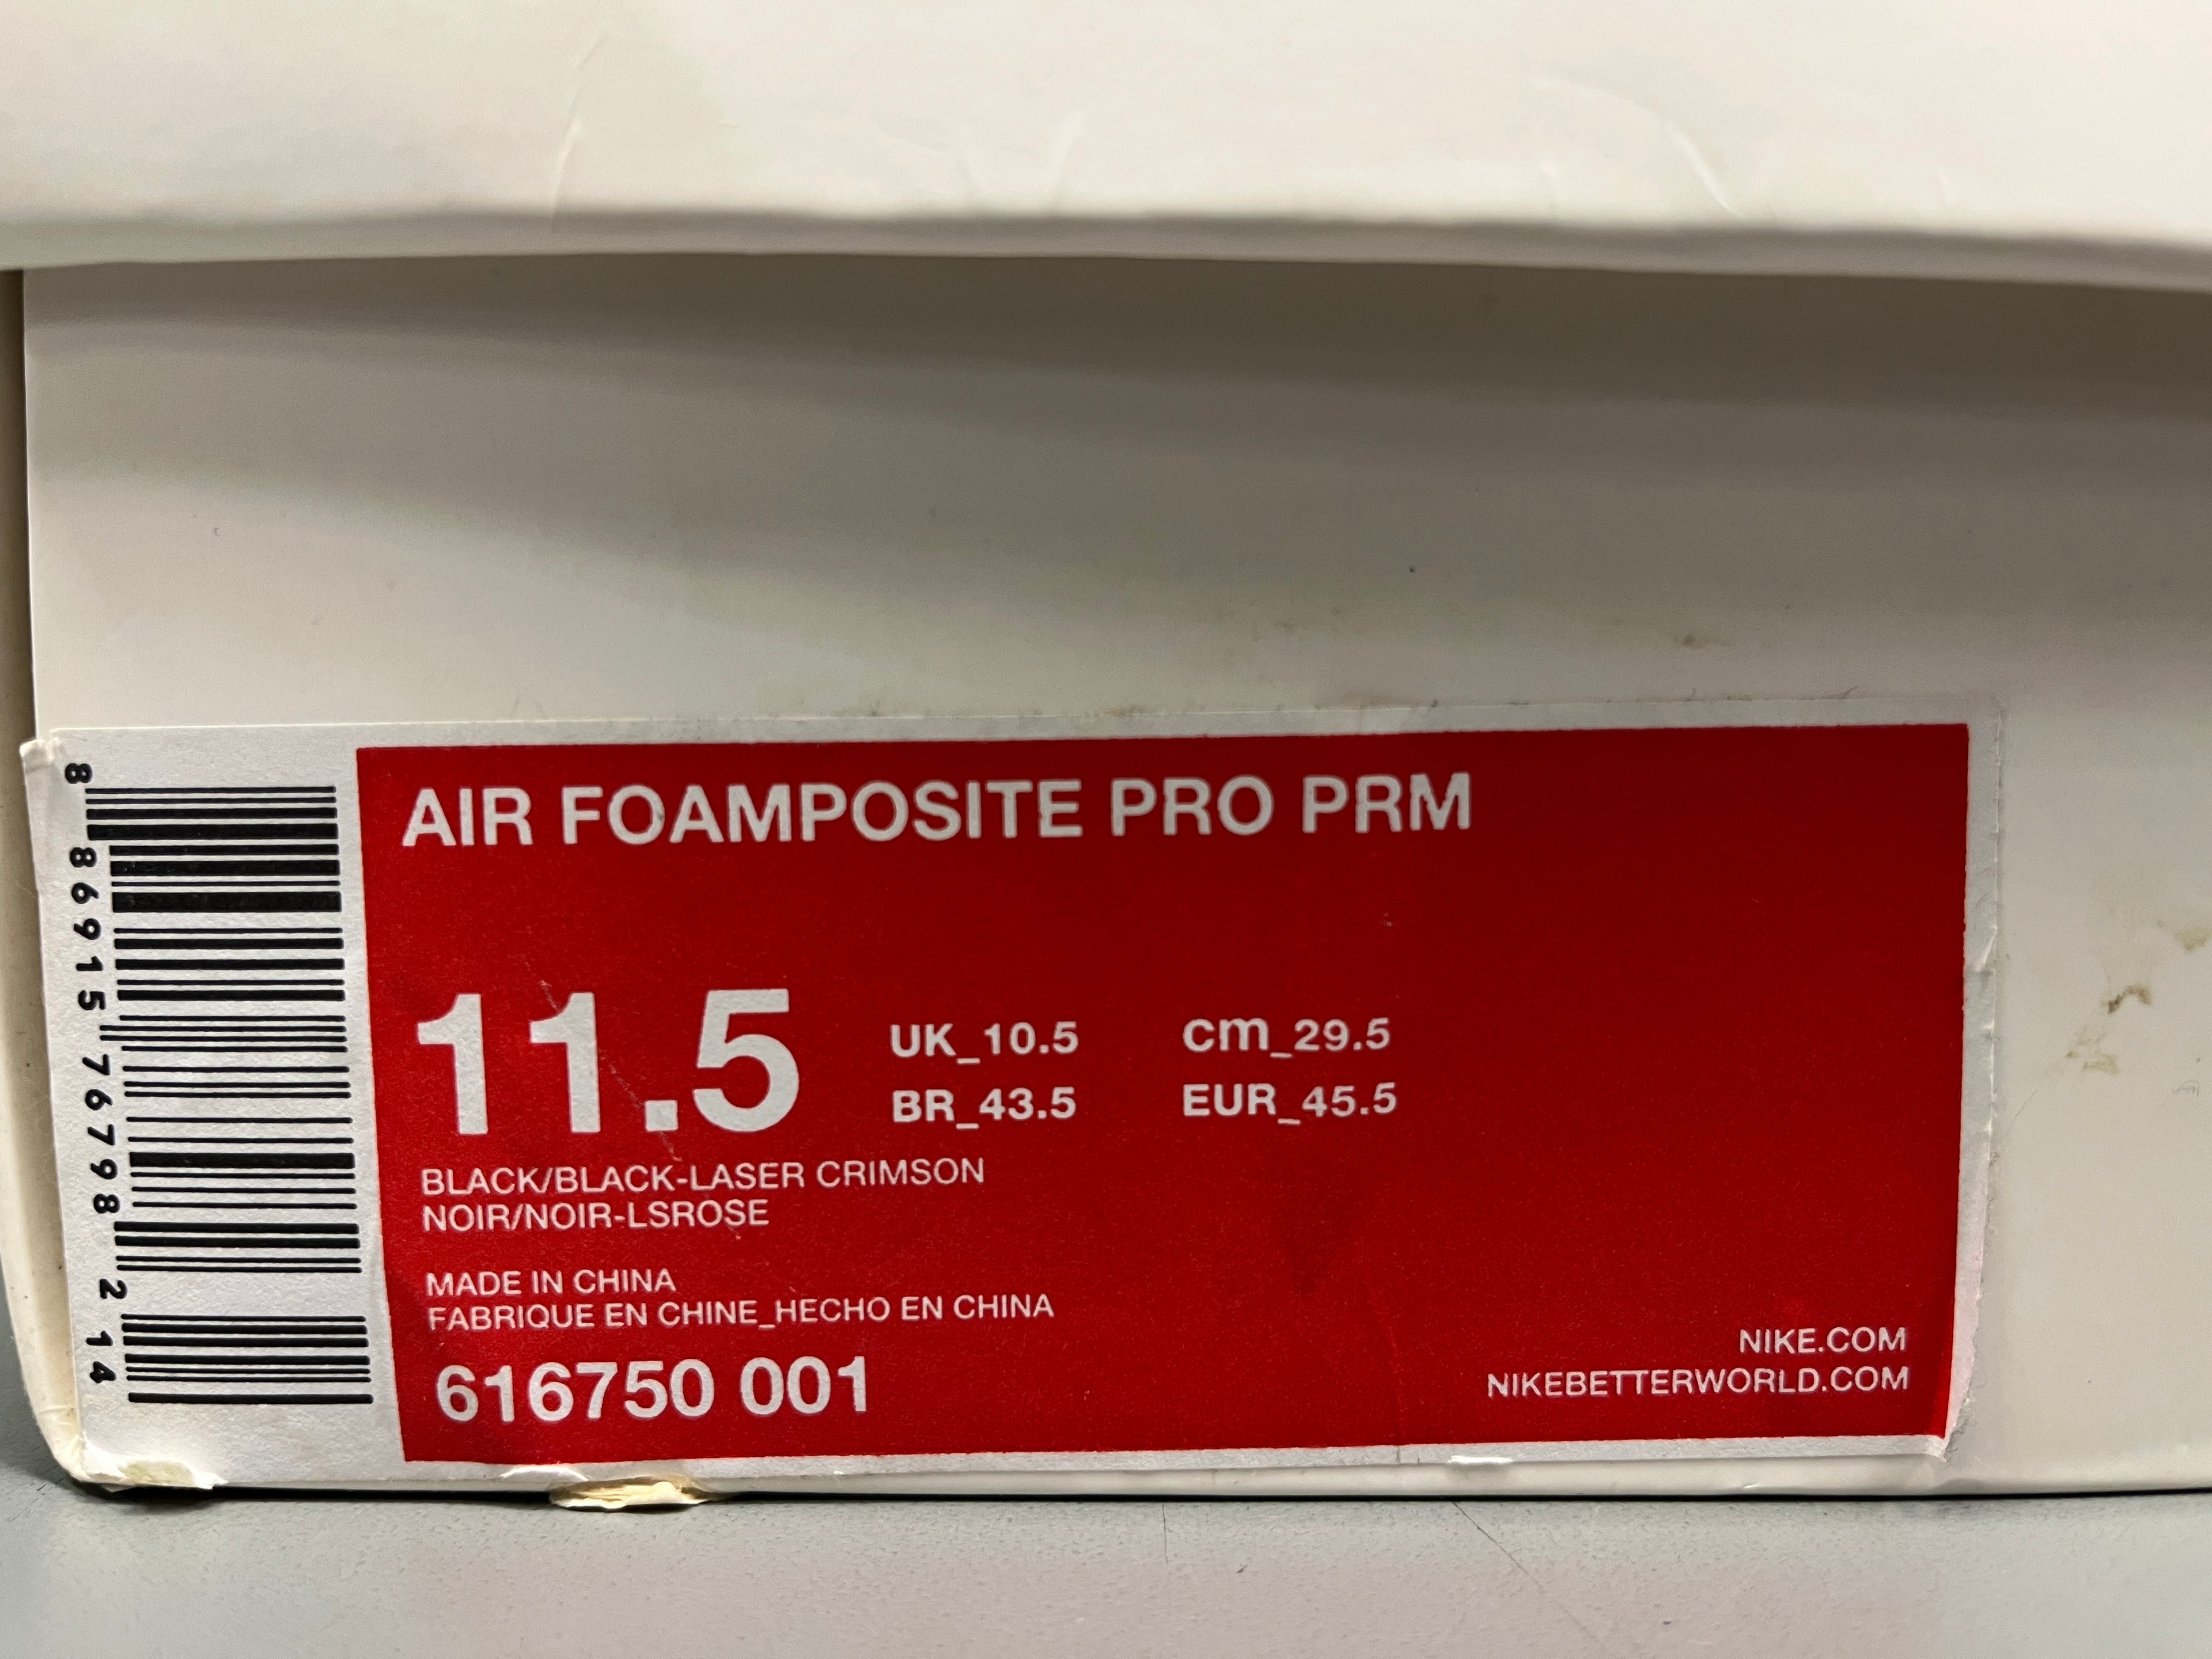 8 86915 76798 2 14
AIR FOAMPOSITE PRO PRM
11.5
UK_10.5 cm_29.5
BR_43.5 EUR_45.5
BLACK/BLACK-LASER CRIMSON
NOIR/NOIR-LSROSE
MADE IN CHINA
FABRIQUE EN CHINE_HECHO EN CHINA
616750 001
NIKE.COM
NIKEBETTERWORLD.COM